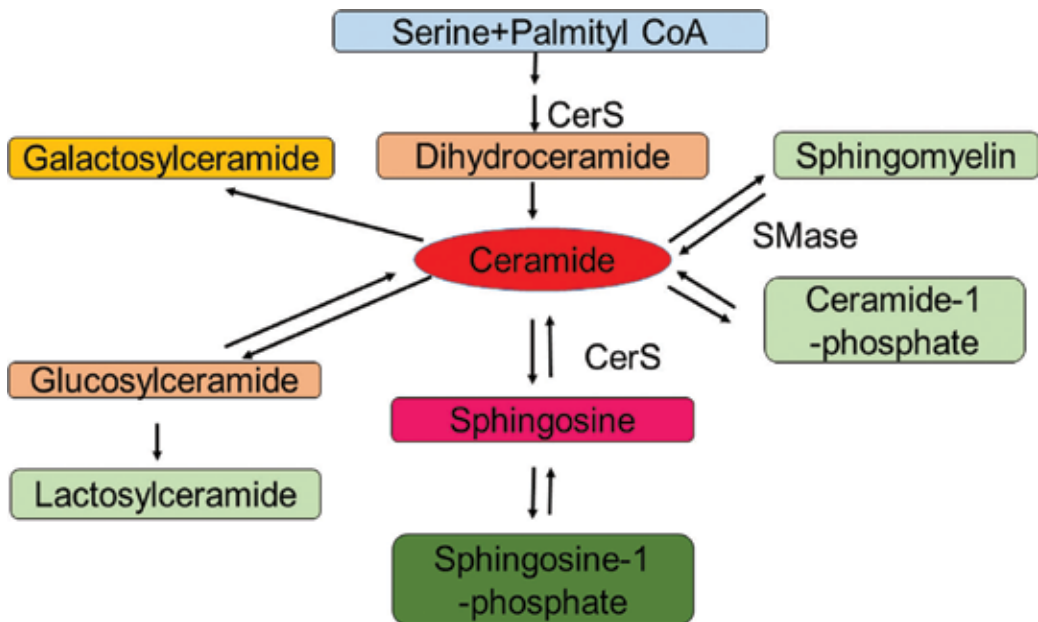 Serine+Palmityl CoA
CerS
Galactosylceramide
Dihydroceramide
Sphingomyelin
SMase
Ceramide
Ceramide-1
-phosphate
CerS
Glucosylceramide
Sphingosine
Lactosylceramide
Sphingosine-1
-phosphate